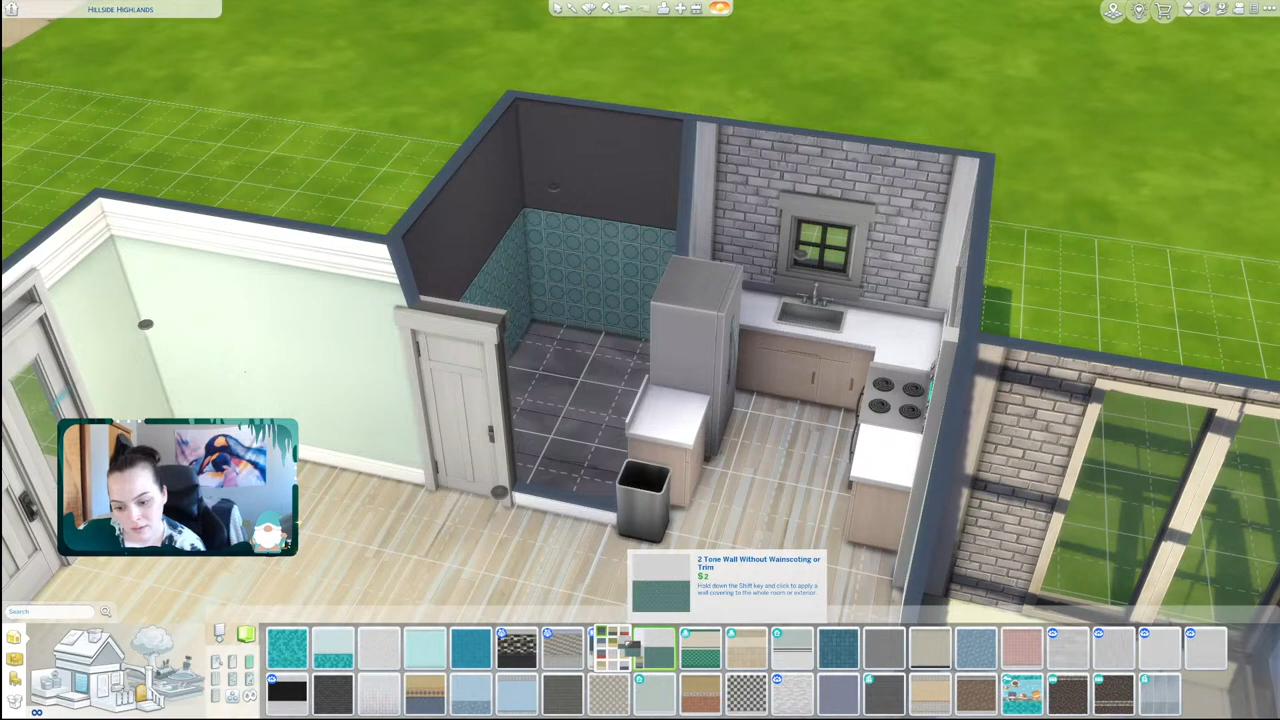 Hillside Highlands
2 Tone Wall Without Wainscoting or
Trim
$2
Hold down the Shift key and click to apply a
wall covering to the whole room or exterior.
Search